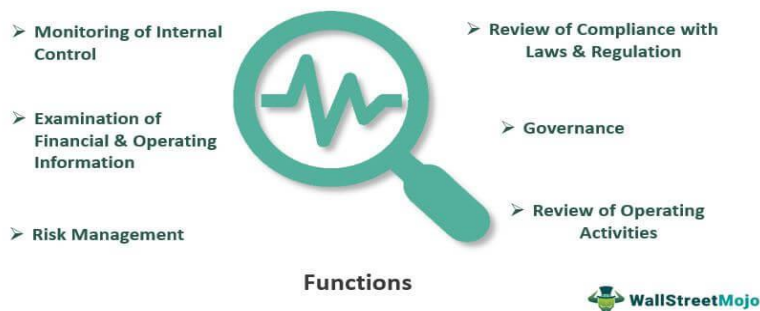 ➢ Monitoring of Internal
Control
➢ Examination of
Financial & Operating
Information
➢ Risk Management
➢ Review of Compliance with
Laws & Regulation
➢ Governance
➢ Review of Operating
Activities
Functions
WallStreetMojo